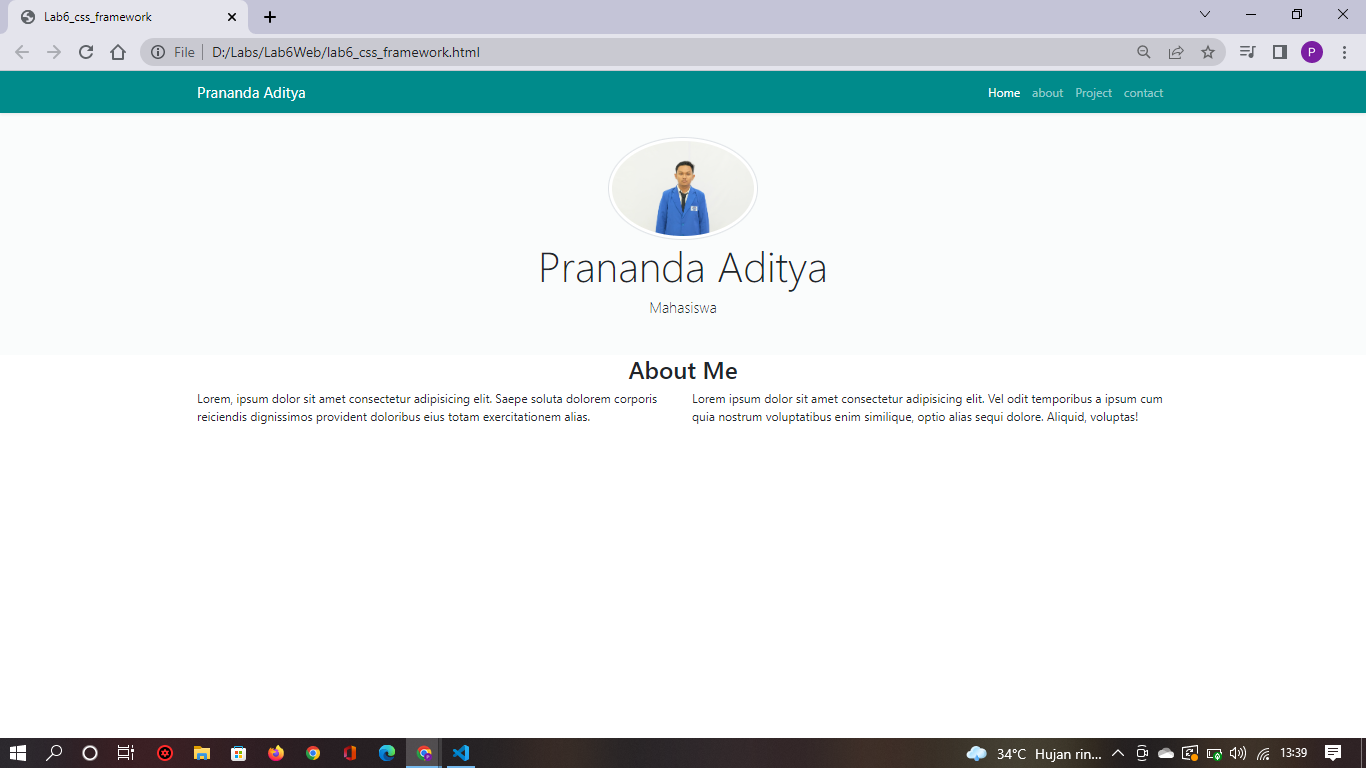 Lab6_css_framework
File
D:/Labs/Lab6Web/lab6_css_framework.html
P
Prananda Aditya
Home about Project contact
Prananda Aditya
Mahasiswa
About Me
Lorem, ipsum dolor sit amet consectetur adipisicing elit. Saepe soluta dolorem corporis
reiciendis dignissimos provident doloribus eius totam exercitationem alias.
Lorem ipsum dolor sit amet consectetur adipisicing elit. Vel odit temporibus a ipsum cum
quia nostrum voluptatibus enim similique, optio alias sequi dolore. Aliquid, voluptas!
34°C Hujan rin...
13:39